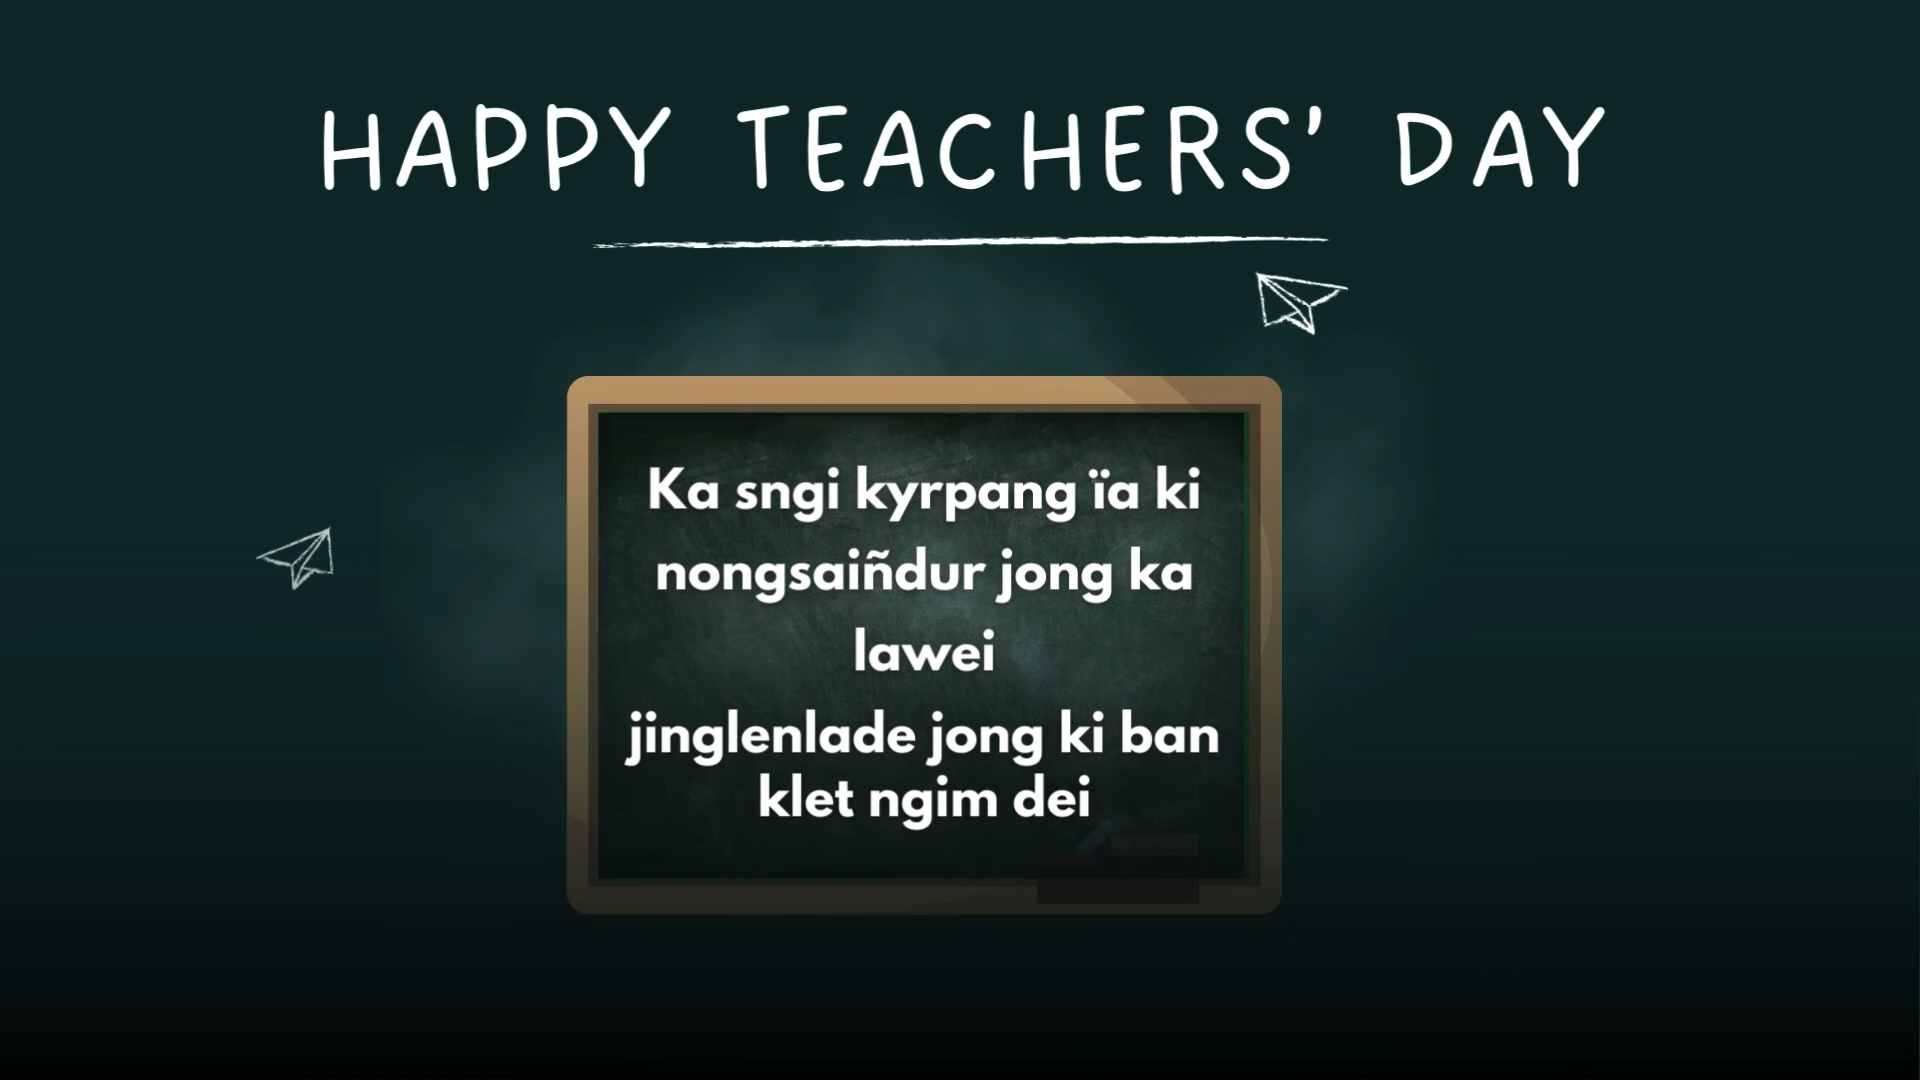 HAPPY TEACHERS' DAY
Ka sngi kyrpang ïa ki
nongsaiñdur jong ka
lawei
jinglenlade jong ki ban
klet ngim dei